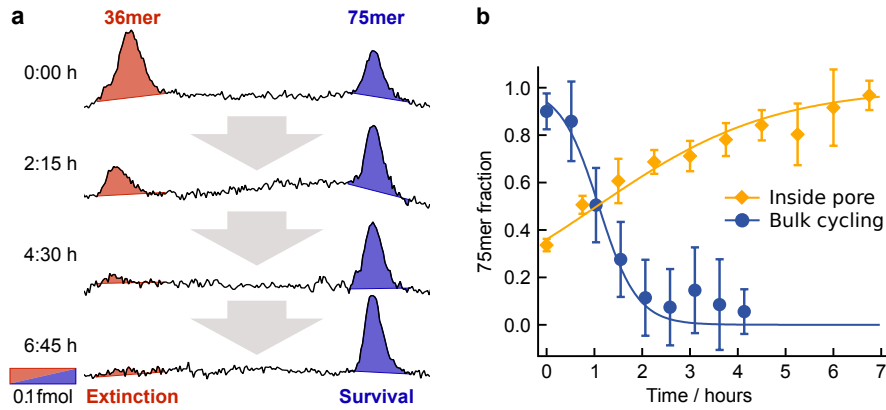 a
36mer
75mer
0:00 h
2:15 h
4:30 h
6:45 h
0.1 fmol
Extinction
Survival
b
75mer fraction
1.0
0.8
0.6
0.4
0.2
0.0
Inside pore
Bulk cycling
0 1 2 3 4 5 6 7
Time / hours